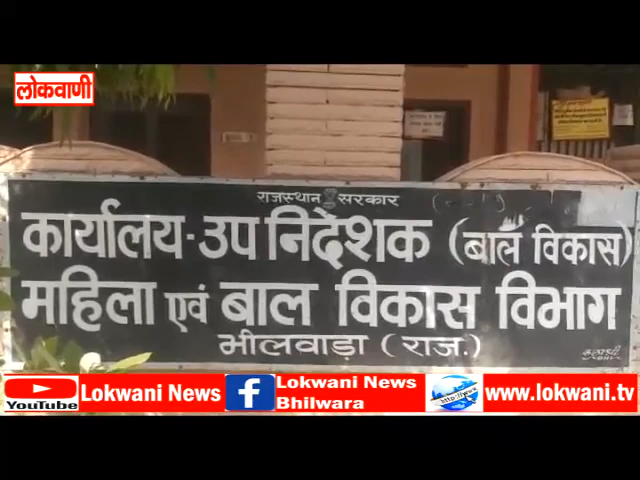 लोकवाणी
राजस्थान सरकार
कार्यालय-उप निदेशक (बाल विकास)
महिला एवं बाल विकास विभाग
भीलवाड़ा (राज.)
YouTube Lokwani News
Lokwani News
Bhilwara
www.lokwani.tv